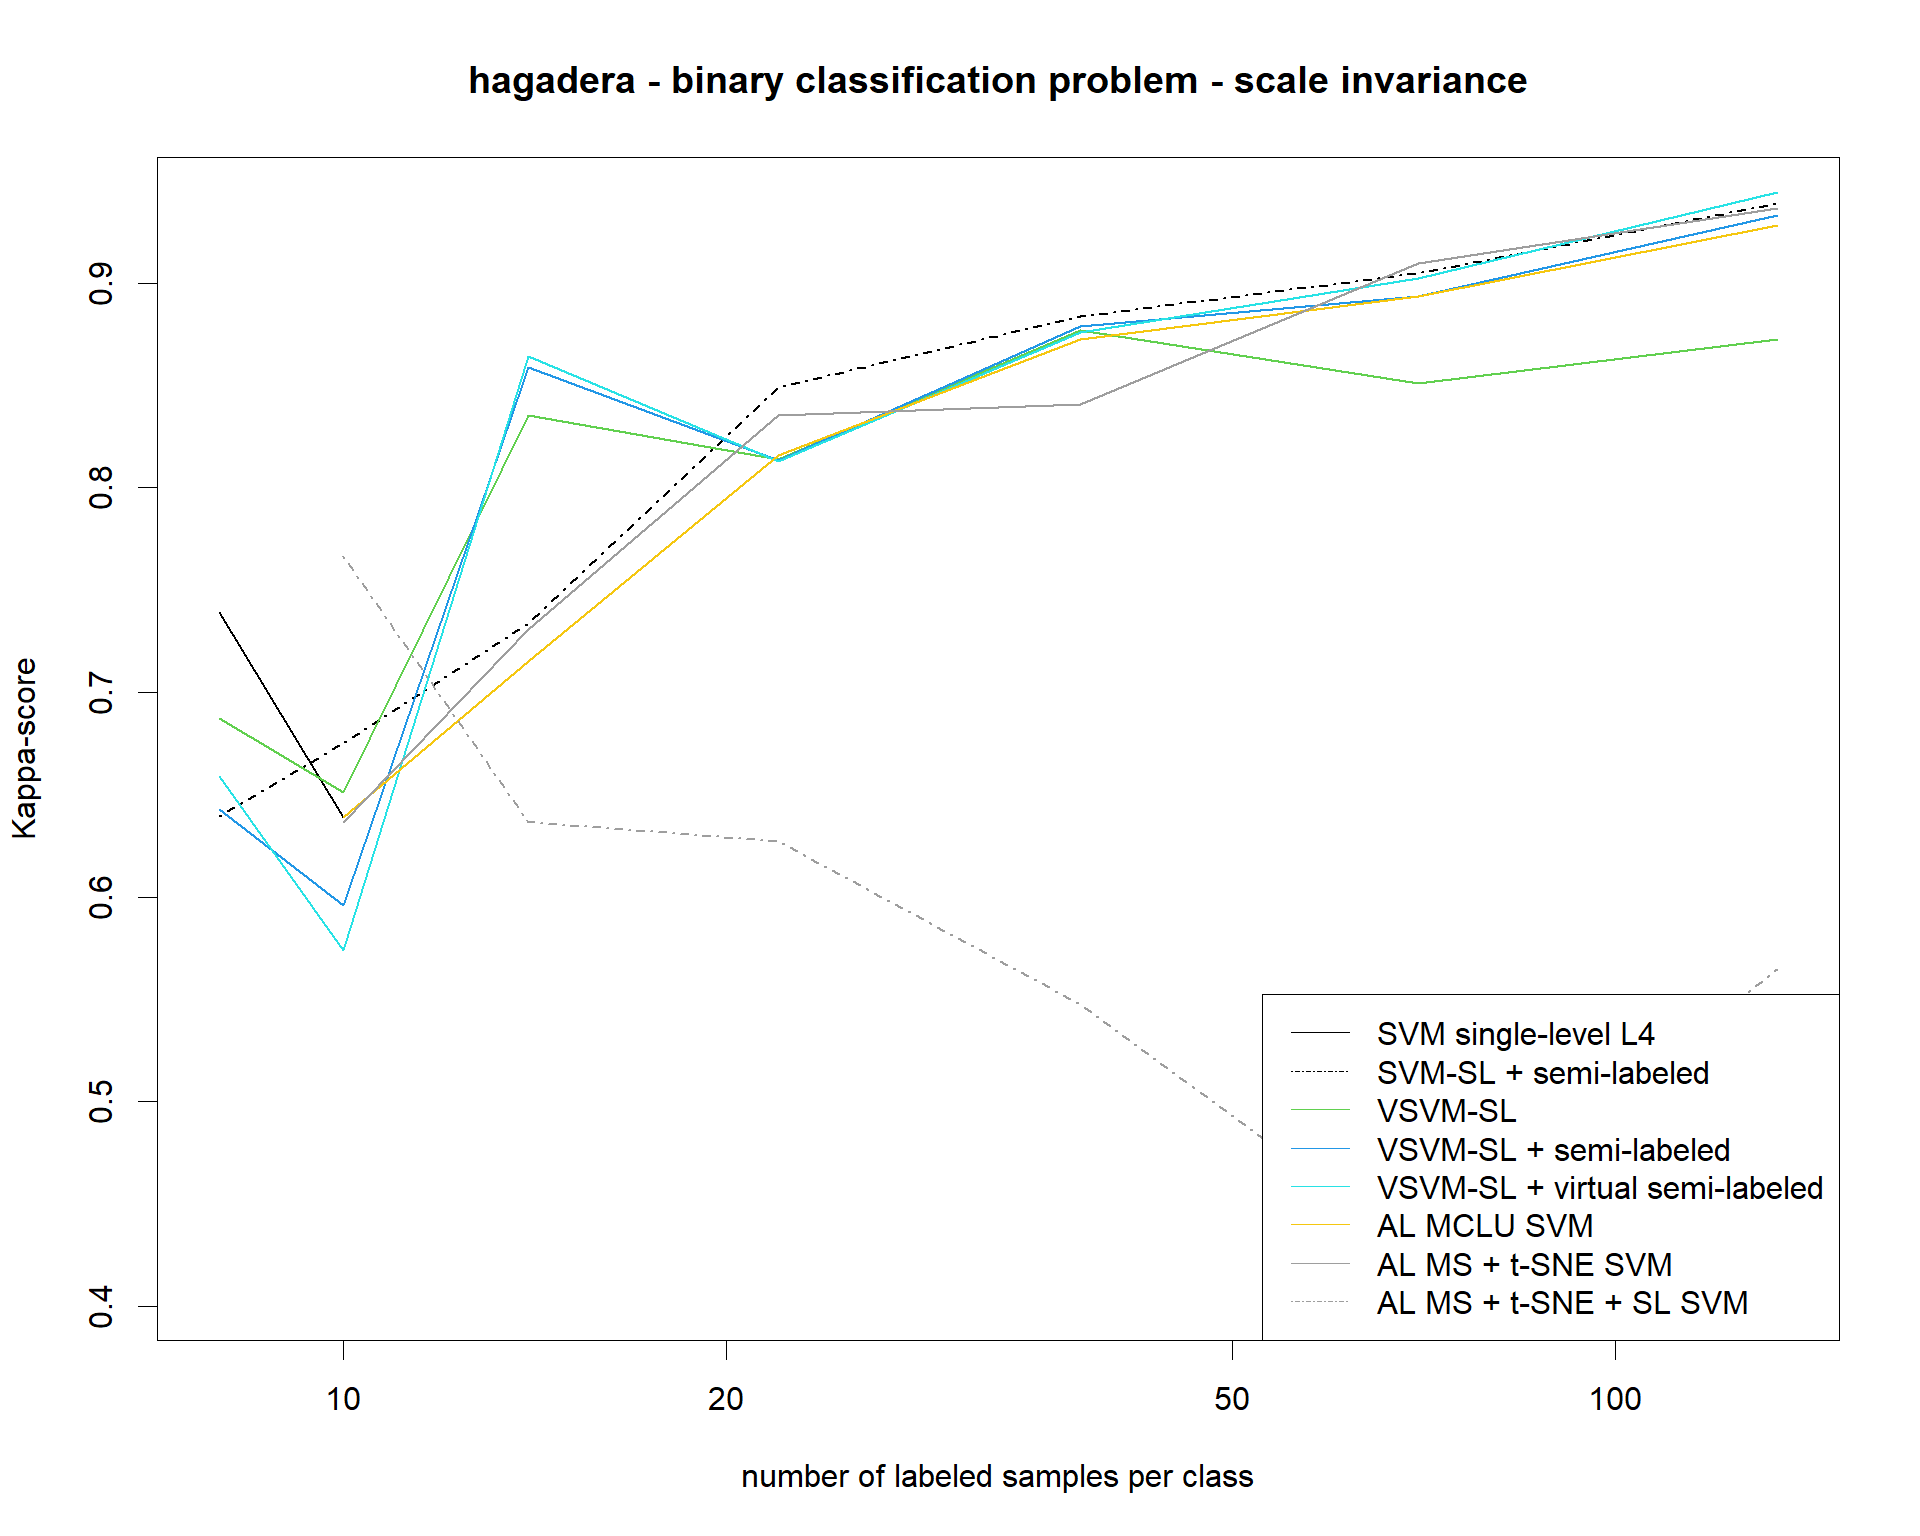 hagadera - binary classification problem - scale invariance
Kappa-score
0.9
0.8
0.7
0.6
0.5
0.4
SVM single-level L4
SVM-SL + semi-labeled
VSVM-SL
VSVM-SL + semi-labeled
VSVM-SL + virtual semi-labeled
AL MCLU SVM
AL MS + t-SNE SVM
AL MS + t-SNE + SL SVM
10 20 50 100
number of labeled samples per class